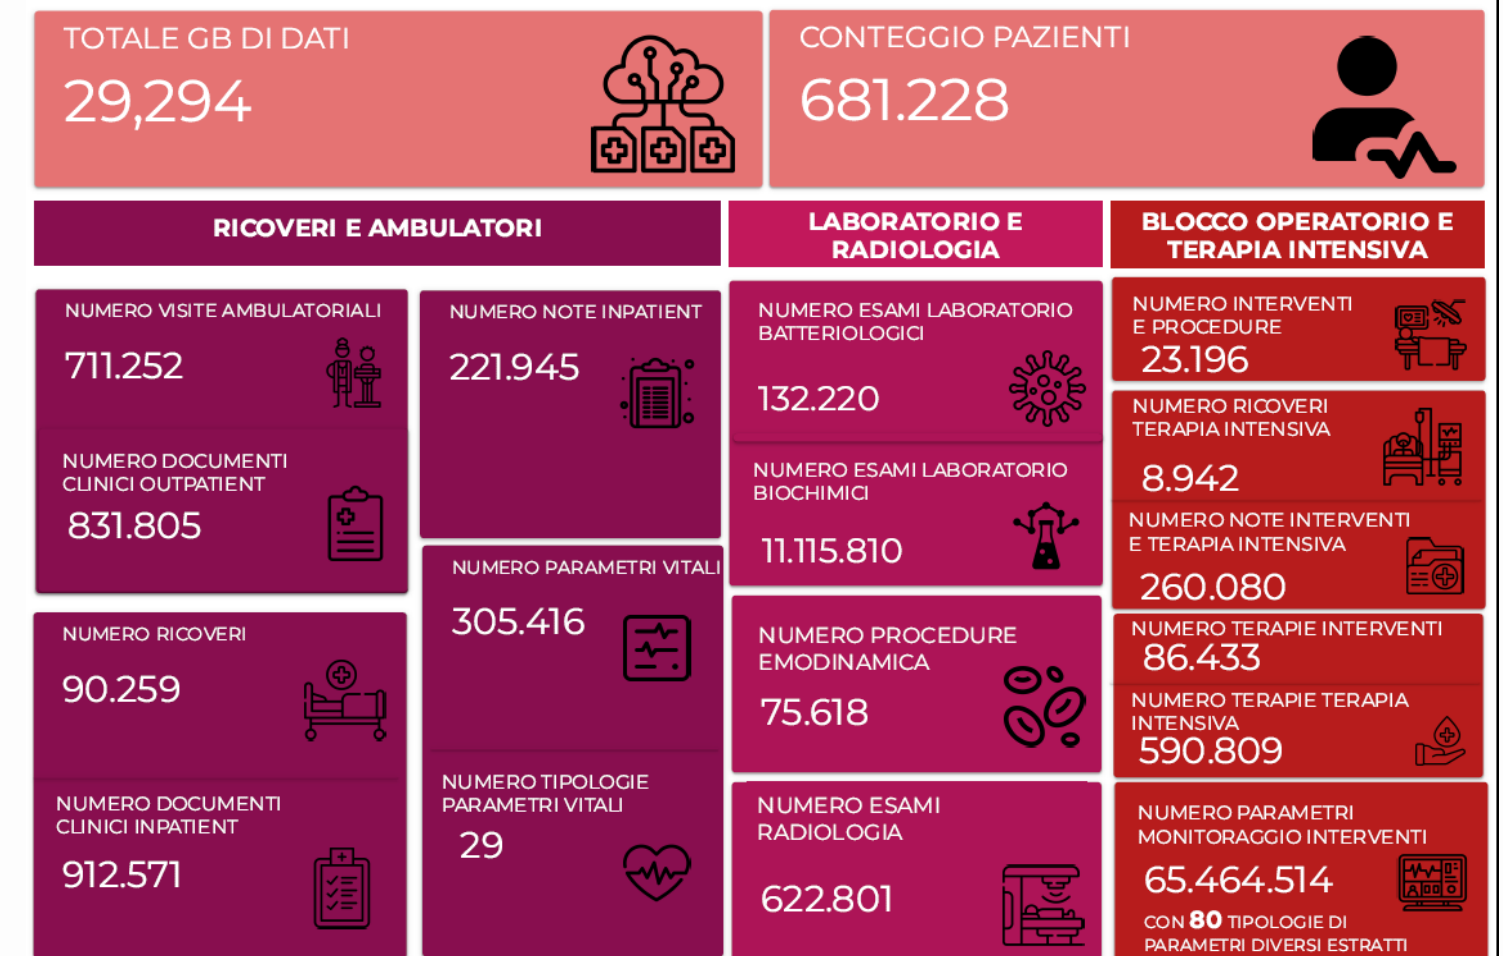 TOTALE GB DI DATI
29,294
CONTEGGIO PAZIENTI
681.228
RICOVERI E AMBULATORI
NUMERO VISITE AMBULATORIALI
711.252
NUMERO DOCUMENTI
CLINICI OUTPATIENT
831.805
NUMERO RICOVERI
90.259
NUMERO DOCUMENTI
CLINICI INPATIENT
912.571
NUMERO NOTE INPATIENT
221.945
NUMERO PARAMETRI VITALI
305.416
NUMERO TIPOLOGIE
PARAMETRI VITALI
29
LABORATORIO E
RADIOLOGIA
NUMERO ESAMI LABORATORIO
BATTERIOLOGICI
132.220
NUMERO ESAMI LABORATORIO
BIOCHIMICI
11.115.810
NUMERO PROCEDURE
EMODINAMICA
75.618
NUMERO ESAMI
RADIOLOGIA
622.801
BLOCCO OPERATORIO E
TERAPIA INTENSIVA
NUMERO INTERVENTI
E PROCEDURE
23.196
NUMERO RICOVERI
TERAPIA INTENSIVA
8.942
NUMERO NOTE INTERVENTI
E TERAPIA INTENSIVA
260.080
NUMERO TERAPIE INTERVENTI
86.433
NUMERO TERAPIE TERAPIA
INTENSIVA
590.809
NUMERO PARAMETRI
MONITORAGGIO INTERVENTI
65.464.514
CON 80 TIPOLOGIE DI
PARAMETRI DIVERSI ESTRATTI